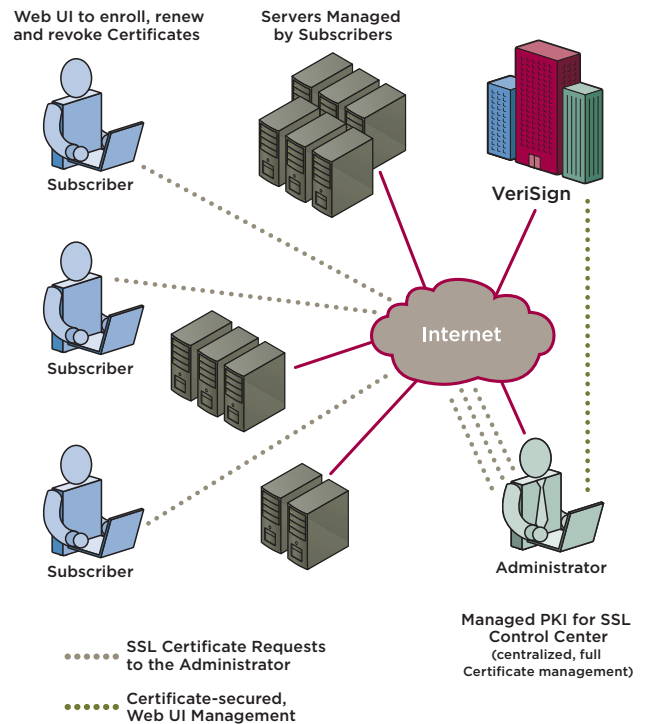 Web UI to enroll, renew
and revoke Certificates
Servers Managed
by Subscribers
Subscriber
VeriSign
Internet
Subscriber
Subscriber
Administrator
Managed PKI for SSL
Control Center
(centralized, full
Certificate management)
SSL Certificate Requests
to the Administrator
Certificate-secured,
Web UI Management